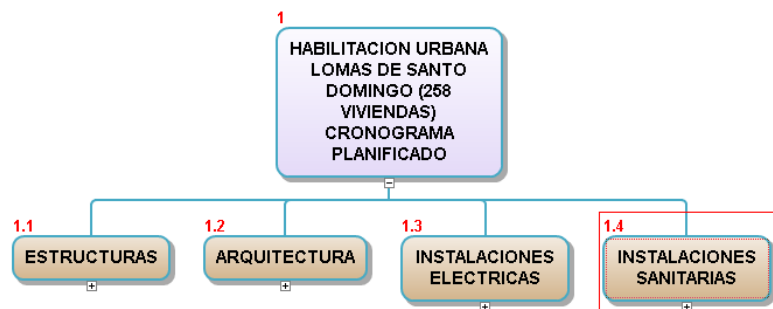 1
HABILITACION URBANA
LOMAS DE SANTO
DOMINGO (258
VIVIENDAS)
CRONOGRAMA
PLANIFICADO
1.1
ESTRUCTURAS
1.2
ARQUITECTURA
1.3
INSTALACIONES
ELECTRICAS
1.4
INSTALACIONES
SANITARIAS